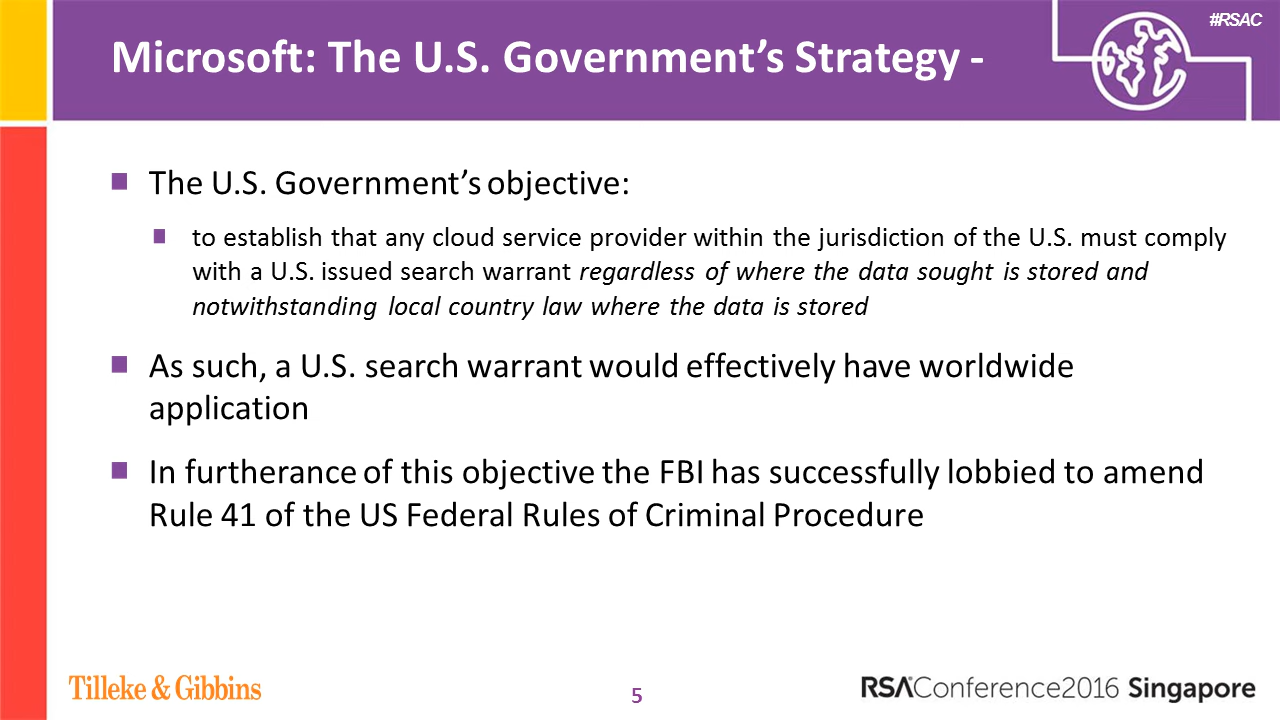 #RSAC
Microsoft: The U.S. Government’s Strategy -
The U.S. Government’s objective:
to establish that any cloud service provider within the jurisdiction of the U.S. must comply
with a U.S. issued search warrant regardless of where the data sought is stored and
notwithstanding local country law where the data is stored
As such, a U.S. search warrant would effectively have worldwide
application
In furtherance of this objective the FBI has successfully lobbied to amend
Rule 41 of the US Federal Rules of Criminal Procedure
Tilleke & Gibbins
5
RSAConference2016 Singapore